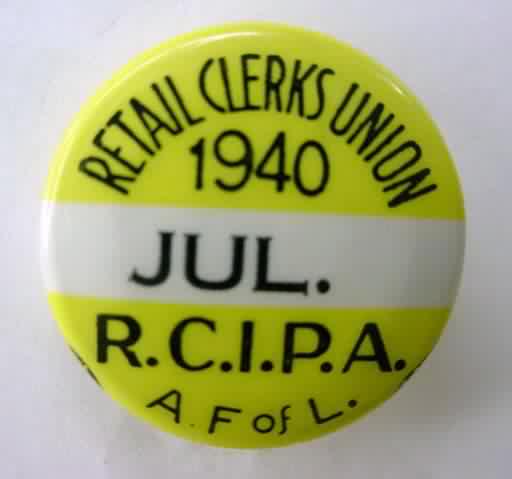 RETAIL CLERKS UNION
1940
JUL.
R.C.I.P.A.
A. F of L.